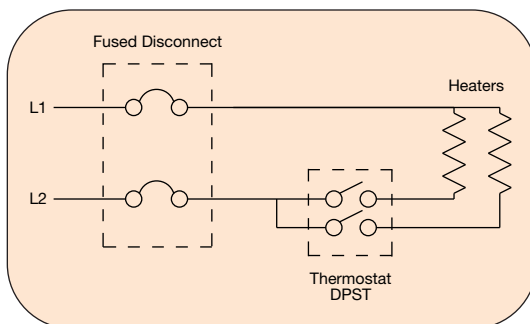 Fused Disconnect
Heaters
L1
L2
Thermostat
DPST